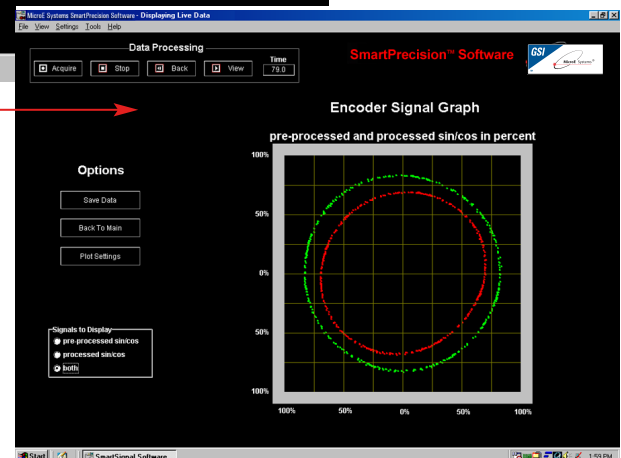 MicroE Systems SmartPrecision Software - Displaying Live Data
File View Settings Tools Help
Data Processing
Acquire Stop Back View
Time
79.0
SmartPrecision™ Software
GSI
MicroE Systems
Encoder Signal Graph
pre-processed and processed sin/cos in percent
Options
Save Data
Back To Main
Plot Settings
Signals to Display
pre-processed sin/cos
processed sin/cos
both
100%
50%
0%
50%
100%
100% 50% 0% 50% 100%
Start SmartSignal Software 1:59 PM